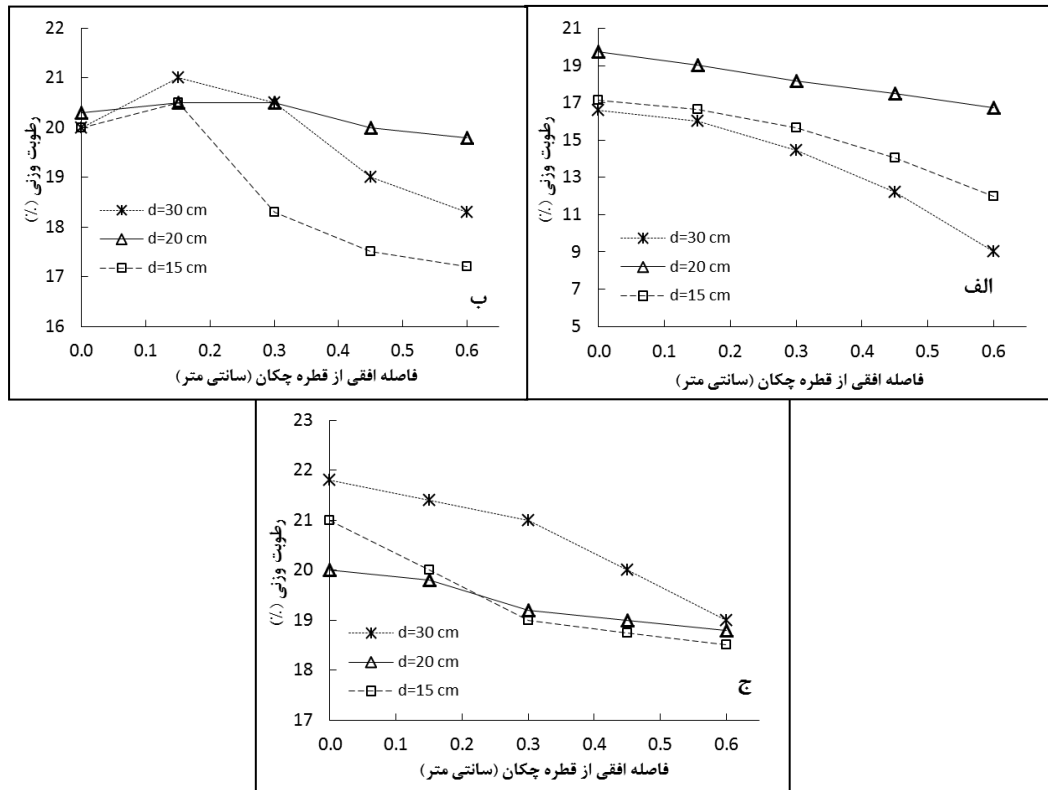 22
21
20
19
18
17
16
رطوبت وزنی (٪)
d=30 cm
d=20 cm
d=15 cm
ب
0.0 0.1 0.2 0.3 0.4 0.5 0.6
فاصله افقی از قطره چکان (سانتی متر)
21
19
17
15
13
11
9
7
5
رطوبت وزنی (٪)
d=30 cm
d=20 cm
d=15 cm
الف
0.0 0.1 0.2 0.3 0.4 0.5 0.6
فاصله افقی از قطره چکان (سانتی متر)
23
22
21
20
19
18
17
رطوبت وزنی (٪)
d=30 cm
d=20 cm
d=15 cm
ج
0.0 0.1 0.2 0.3 0.4 0.5 0.6
فاصله افقی از قطره چکان (سانتی متر)